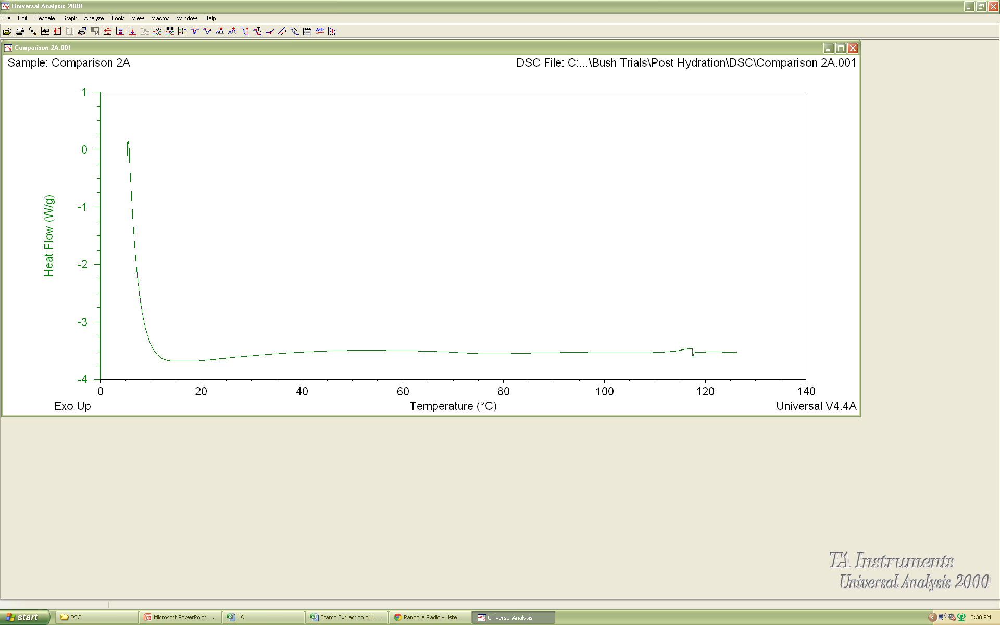 Universal Analysis 2000
File Edit Rescale Graph Analyze Tools View Macros Window Help
Comparison 2A.001
Sample: Comparison 2A
DSC File: C:...\Bush Trials\Post Hydration\DSC\Comparison 2A.001
1
0
-1
-2
-3
-4
Heat Flow (W/g)
0 20 40 60 80 100 120 140
Exo Up
Temperature (°C)
Universal V4.4A
TA Instruments
Universal Analysis 2000
start
DSC
Microsoft PowerPoint ...
1A
Starch Extraction puri...
Pandora Radio - Liste...
Universal Analysis
2:38 PM